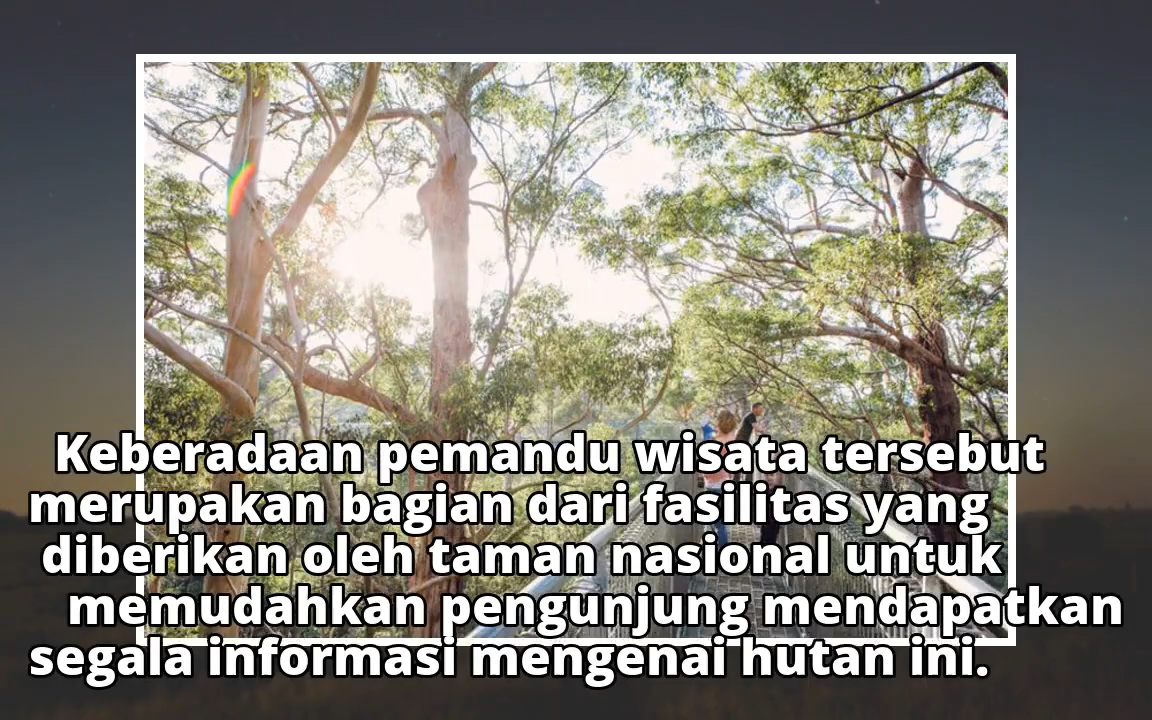 Keberadaan pemandu wisata tersebut
merupakan bagian dari fasilitas yang
diberikan oleh taman nasional untuk
memudahkan pengunjung mendapatkan
segala informasi mengenai hutan ini.